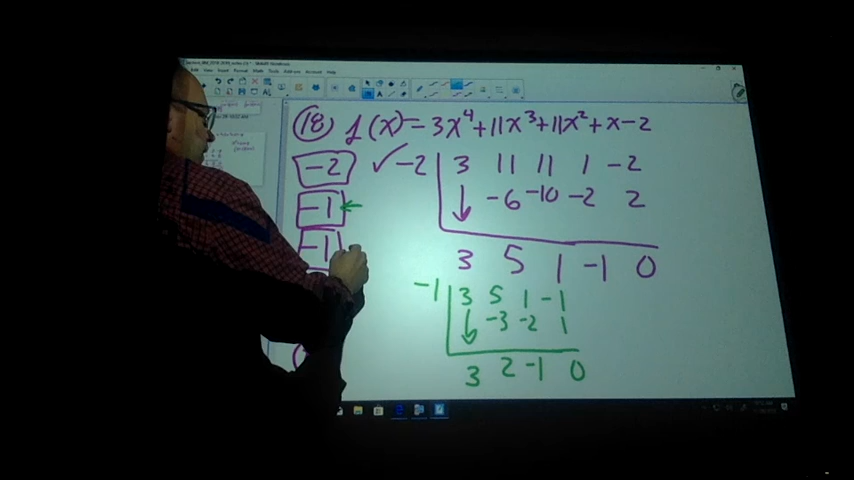 18 f(x)=3x⁴+11x³+11x²+x-2
-2 ✓ -2 3 11 11 1 -2
-1 ← ↓ -6 -10 -2 2
-1 3 5 1 -1 0
-1 3 5 1 -1
↓ -3 -2 1
3 2 -1 0